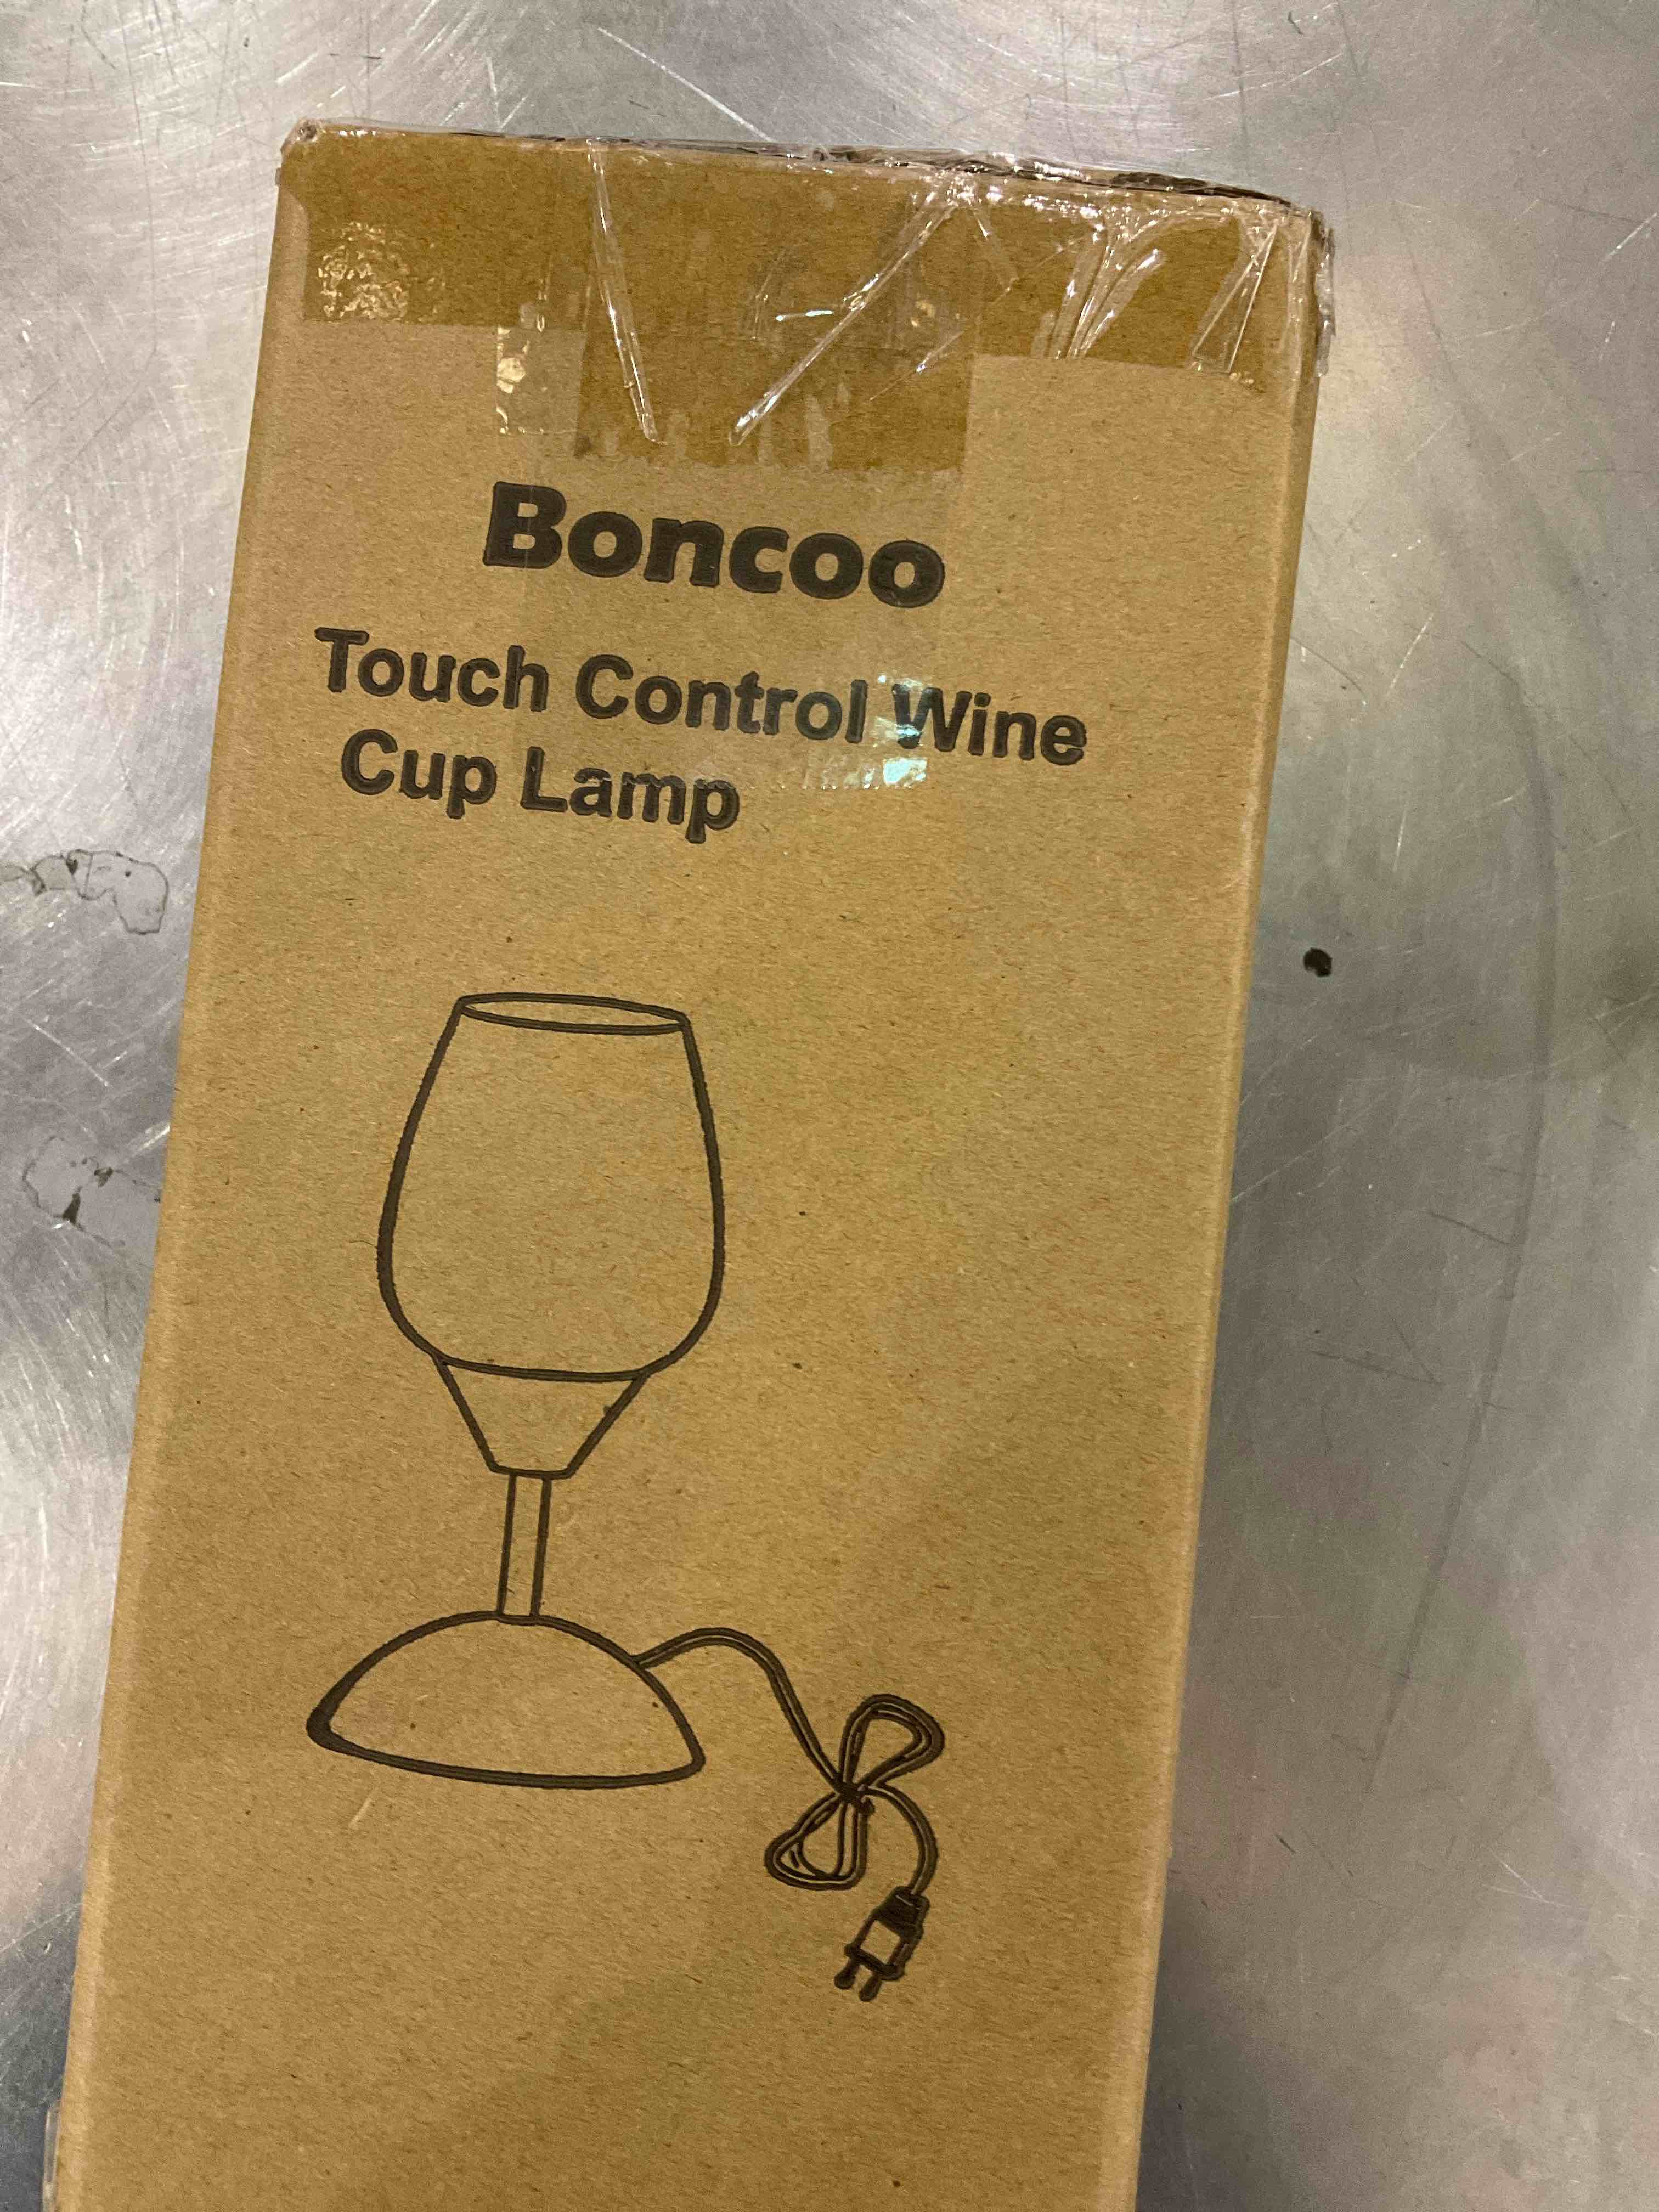 Boncoo
Touch Control Wine
Cup Lamp